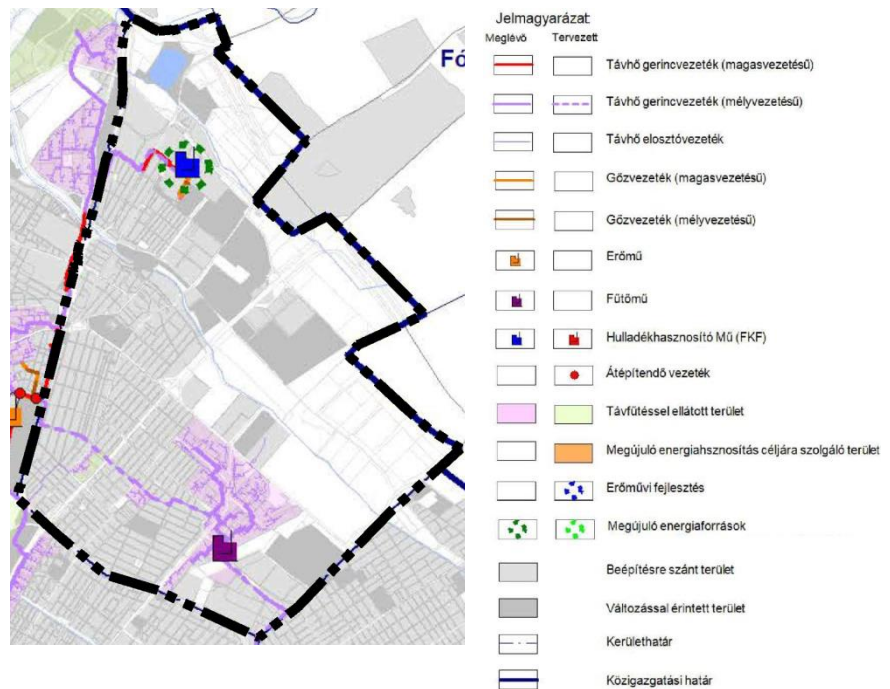 Fó
Jelmagyarázat
Meglévő Tervezett
Távhő gerincvezeték (magasvezetésű)
Távhő gerincvezeték (mélyvezetésű)
Távhő elosztóvezeték
Gőzvezeték (magasvezetésű)
Gőzvezeték (mélyvezetésű)
Erőmű
Fűtőmű
Hulladékhasznosító Mű (FKF)
Átépítendő vezeték
Távfűtéssel ellátott terület
Megújuló energiahsznosítás céljára szolgáló terület
Erőművi fejlesztés
Megújuló energiaforrások
Beépítésre szánt terület
Változással érintett terület
Kerülethatár
Közigazgatási határ